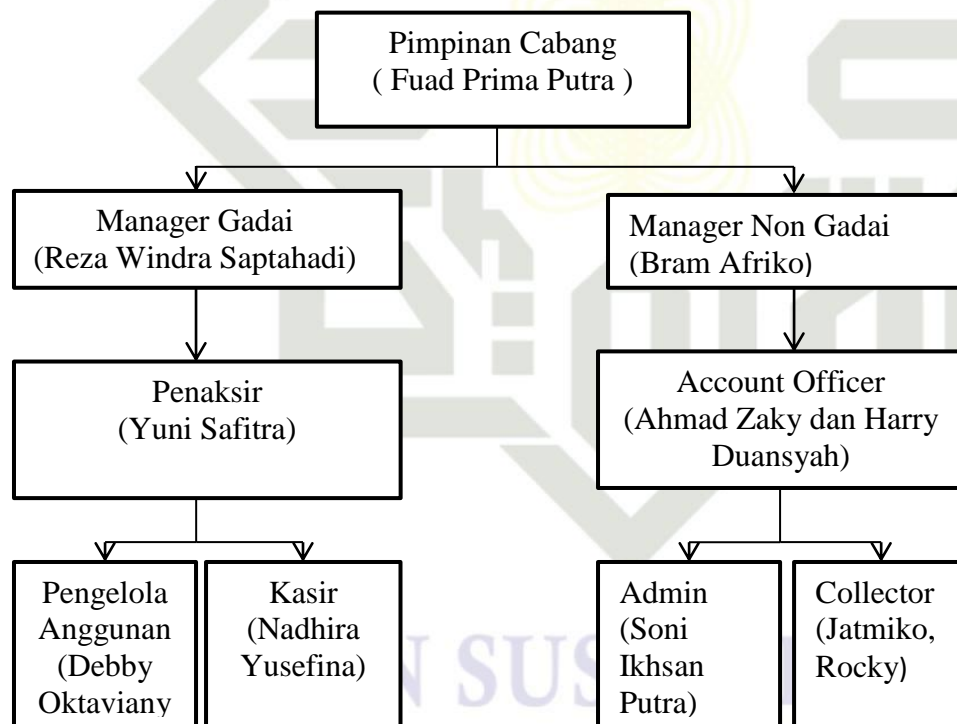 Pimpinan Cabang
( Fuad Prima Putra )
Manager Gadai
(Reza Windra Saptahadi)
Manager Non Gadai
(Bram Afriko)
Penaksir
(Yuni Safitra)
Account Officer
(Ahmad Zaky dan Harry
Duansyah)
Pengelola
Anggunan
(Debby
Oktaviany
Kasir
(Nadhira
Yusefina)
Admin
(Soni
Ikhsan
Putra)
Collector
(Jatmiko,
Rocky)
N SUS